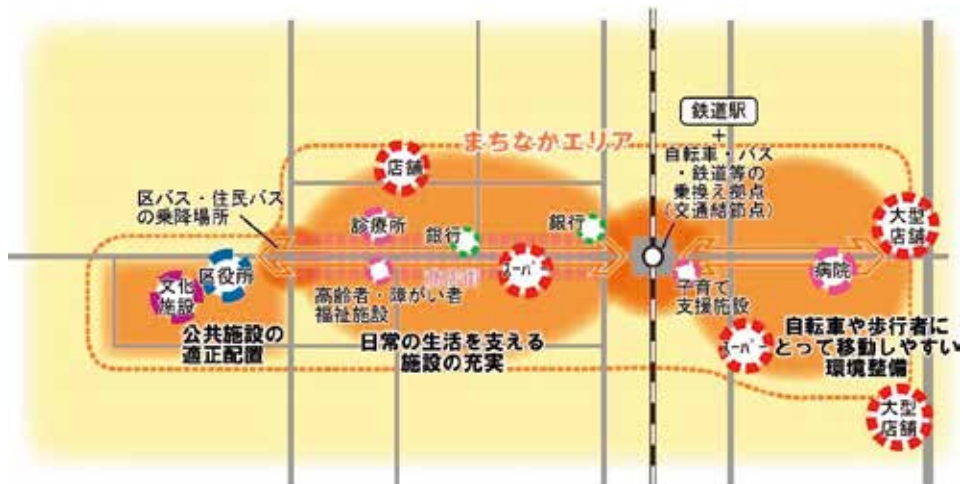 鉄道駅
+
自転車・バス
・鉄道等の
乗換え拠点
(交通結節点)
まちなかエリア
店舗
区バス・住民バス
の乗降場所
診療所
銀行
銀行
大型
店舗
区役所
文化
施設
スーパー
高齢者・障がい者
福祉施設
子育て
支援施設
病院
公共施設の
適正配置
日常の生活を支える
施設の充実
スーパー
自転車や歩行者に
とって移動しやすい
環境整備
大型
店舗